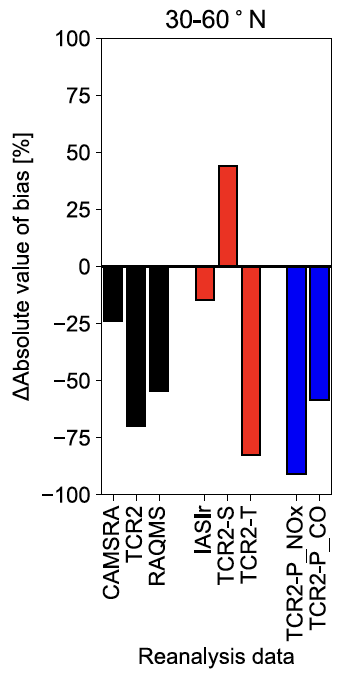 30-60 ° N
ΔAbsolute value of bias [%]
100
75
50
25
0
−25
−50
−75
−100
CAMSRA
TCR2
RAQMS
IASIr
TCR2-S
TCR2-T
TCR2-P_NOx
TCR2-P_CO
Reanalysis data